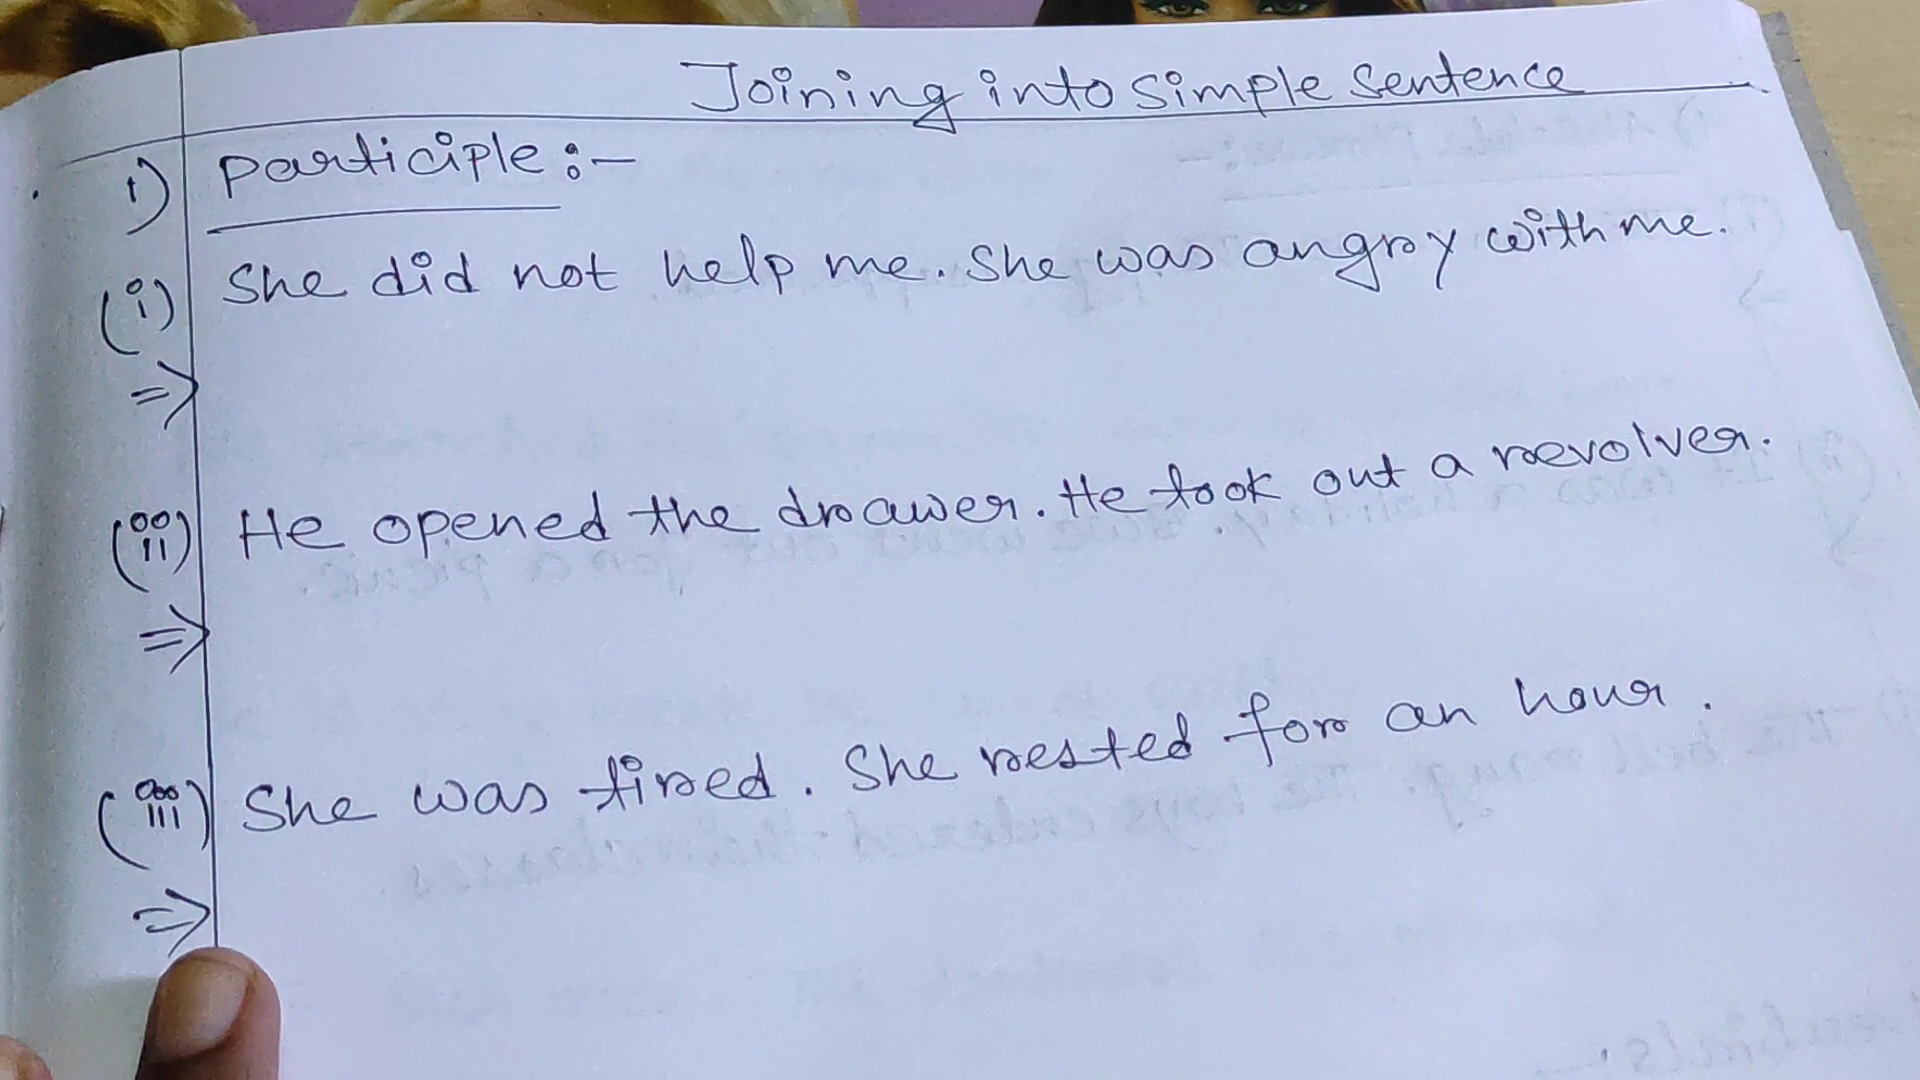 Joining into simple sentence
1) participle :-
(i) She did not help me. She was angry with me.
⇒
(ii) He opened the drawer. He took out a revolver.
⇒
(iii) She was tired. She rested for an hour.
⇒